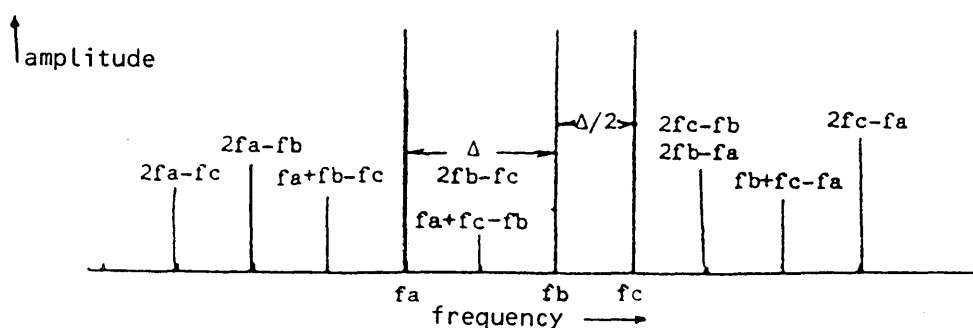 amplitude
2fa-fc
2fa-fb
fa+fb-fc
Δ
2fb-fc
fa+fc-fb
Δ/2
2fc-fb
2fb-fa
fb+fc-fa
2fc-fa
fa
fb
fc
frequency